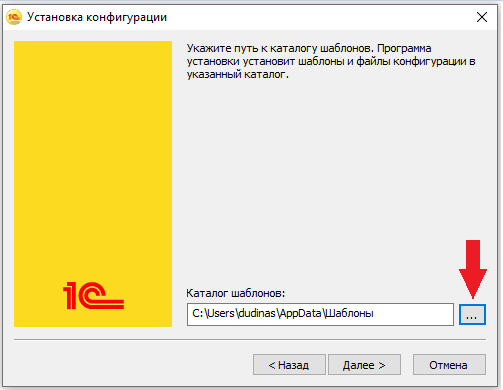 Установка конфигурации
Укажите путь к каталогу шаблонов. Программа
установки установит шаблоны и файлы конфигурации в
указанный каталог.
1С
Каталог шаблонов:
C:\Users\dudinas\AppData\Шаблоны
...
< Назад
Далее >
Отмена